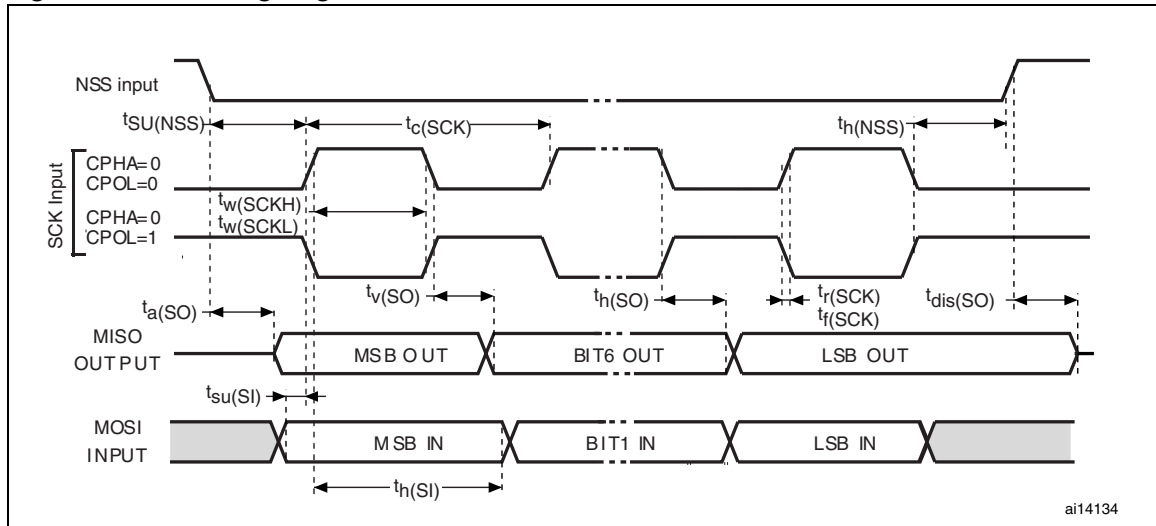 NSS input
tSU(NSS)
tc(SCK)
th(NSS)
SCK Input
CPHA=0
CPOL=0
tw(SCKH)
CPHA=0
tw(SCKL)
CPOL=1
tv(SO)
th(SO)
tr(SCK)
tf(SCK)
tdis(SO)
ta(SO)
MISO
OUTPUT
MSB OUT
BIT6 OUT
LSB OUT
tsu(SI)
MOSI
INPUT
MSB IN
BIT1 IN
LSB IN
th(SI)
ai14134